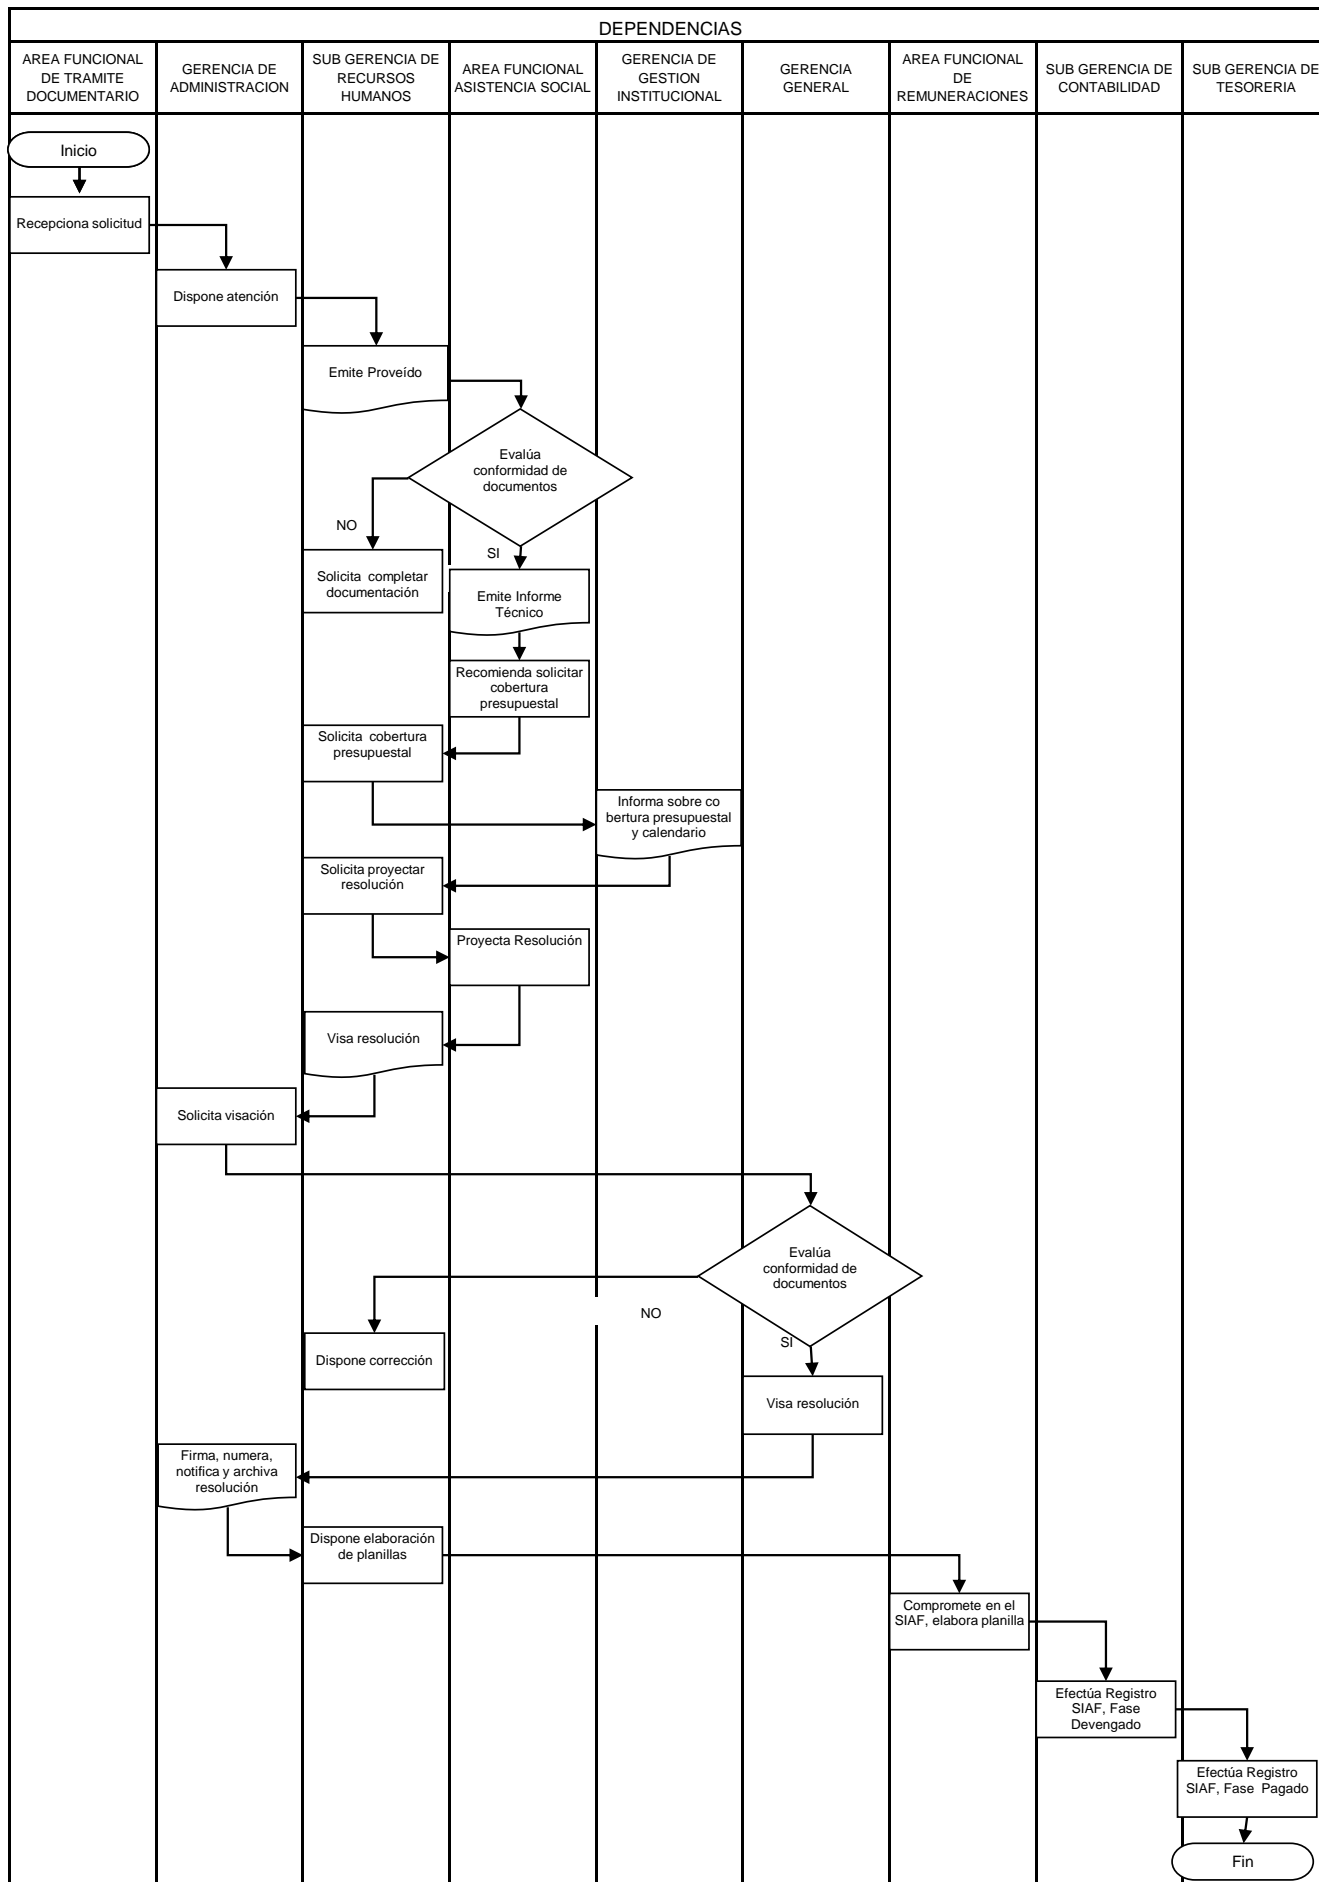 DEPENDENCIAS
AREA FUNCIONAL
DE TRAMITE
DOCUMENTARIO
GERENCIA DE
ADMINISTRACION
SUB GERENCIA DE
RECURSOS
HUMANOS
AREA FUNCIONAL
ASISTENCIA SOCIAL
GERENCIA DE
GESTION
INSTITUCIONAL
GERENCIA
GENERAL
AREA FUNCIONAL
DE
REMUNERACIONES
SUB GERENCIA DE
CONTABILIDAD
SUB GERENCIA DE
TESORERIA
Inicio
Recepciona solicitud
Dispone atención
Emite Proveído
Evalúa
conformidad de
documentos
NO
SI
Solicita completar
documentación
Emite Informe
Técnico
Recomienda solicitar
cobertura
presupuestal
Solicita cobertura
presupuestal
Informa sobre co
bertura presupuestal
y calendario
Solicita proyectar
resolución
Proyecta Resolución
Visa resolución
Solicita visación
Evalúa
conformidad de
documentos
NO
SI
Dispone corrección
Visa resolución
Firma, numera,
notifica y archiva
resolución
Dispone elaboración
de planillas
Compromete en el
SIAF, elabora planilla
Efectúa Registro
SIAF, Fase
Devengado
Efectúa Registro
SIAF, Fase Pagado
Fin